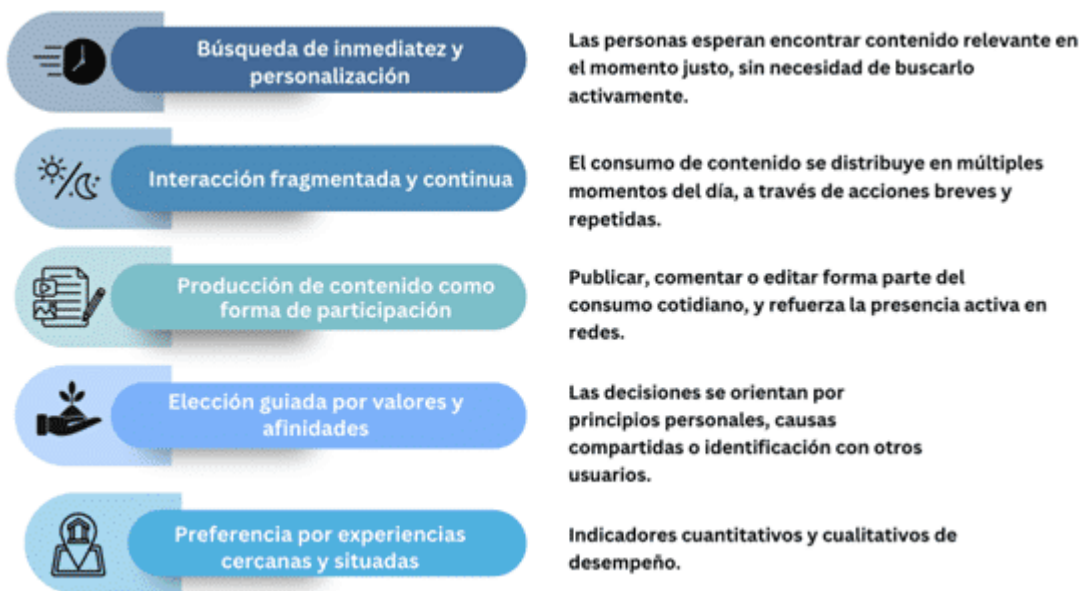 Búsqueda de inmediatez y
personalización
Las personas esperan encontrar contenido relevante en
el momento justo, sin necesidad de buscarlo
activamente.
Interacción fragmentada y continua
El consumo de contenido se distribuye en múltiples
momentos del día, a través de acciones breves y
repetidas.
Producción de contenido como
forma de participación
Publicar, comentar o editar forma parte del
consumo cotidiano, y refuerza la presencia activa en
redes.
Elección guiada por valores y
afinidades
Las decisiones se orientan por
principios personales, causas
compartidas o identificación con otros
usuarios.
Preferencia por experiencias
cercanas y situadas
Indicadores cuantitativos y cualitativos de
desempeño.